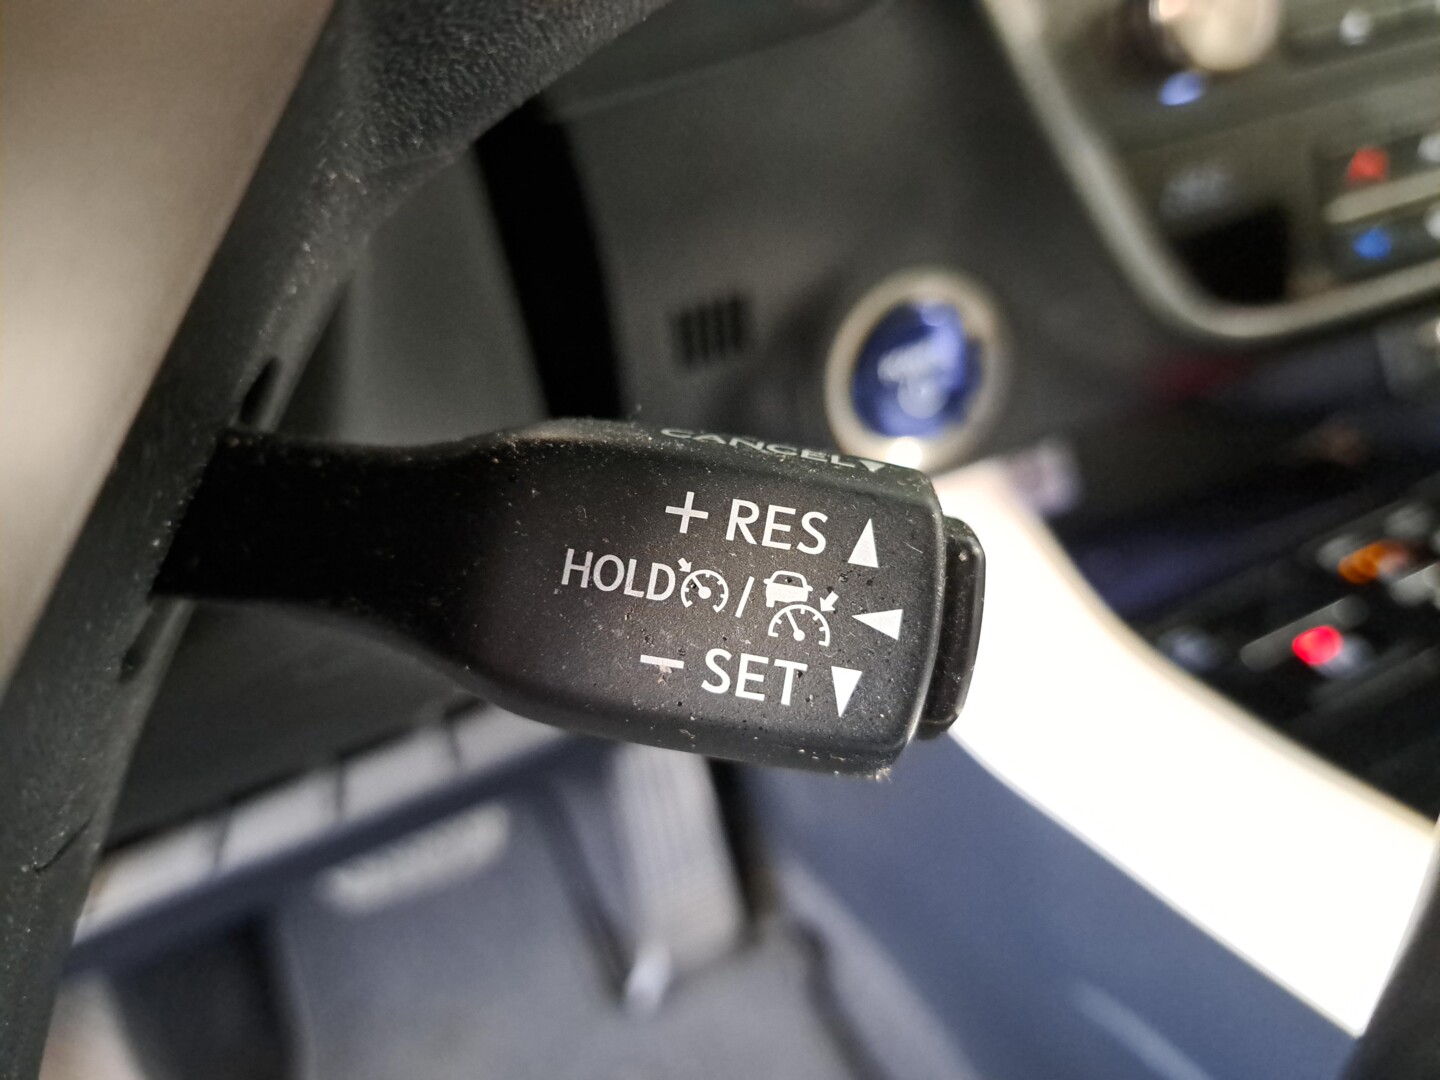 CANCEL▼
+ RES ▲
HOLD / ◀
− SET ▼